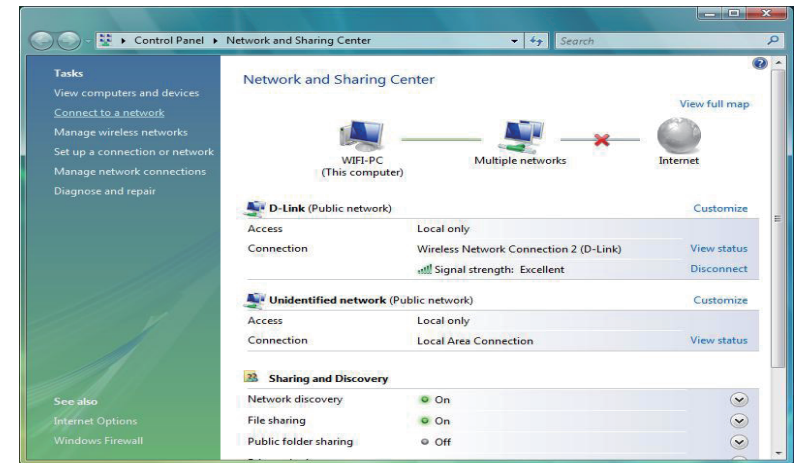 Control Panel Network and Sharing Center Search
Tasks
View computers and devices
Connect to a network
Manage wireless networks
Set up a connection or network
Manage network connections
Diagnose and repair
See also
Internet Options
Windows Firewall
Network and Sharing Center
View full map
WIFI-PC
(This computer)
Multiple networks
Internet
D-Link (Public network) Customize
Access Local only
Connection Wireless Network Connection 2 (D-Link) View status
Signal strength: Excellent Disconnect
Unidentified network (Public network) Customize
Access Local only
Connection Local Area Connection View status
Sharing and Discovery
Network discovery On
File sharing On
Public folder sharing Off